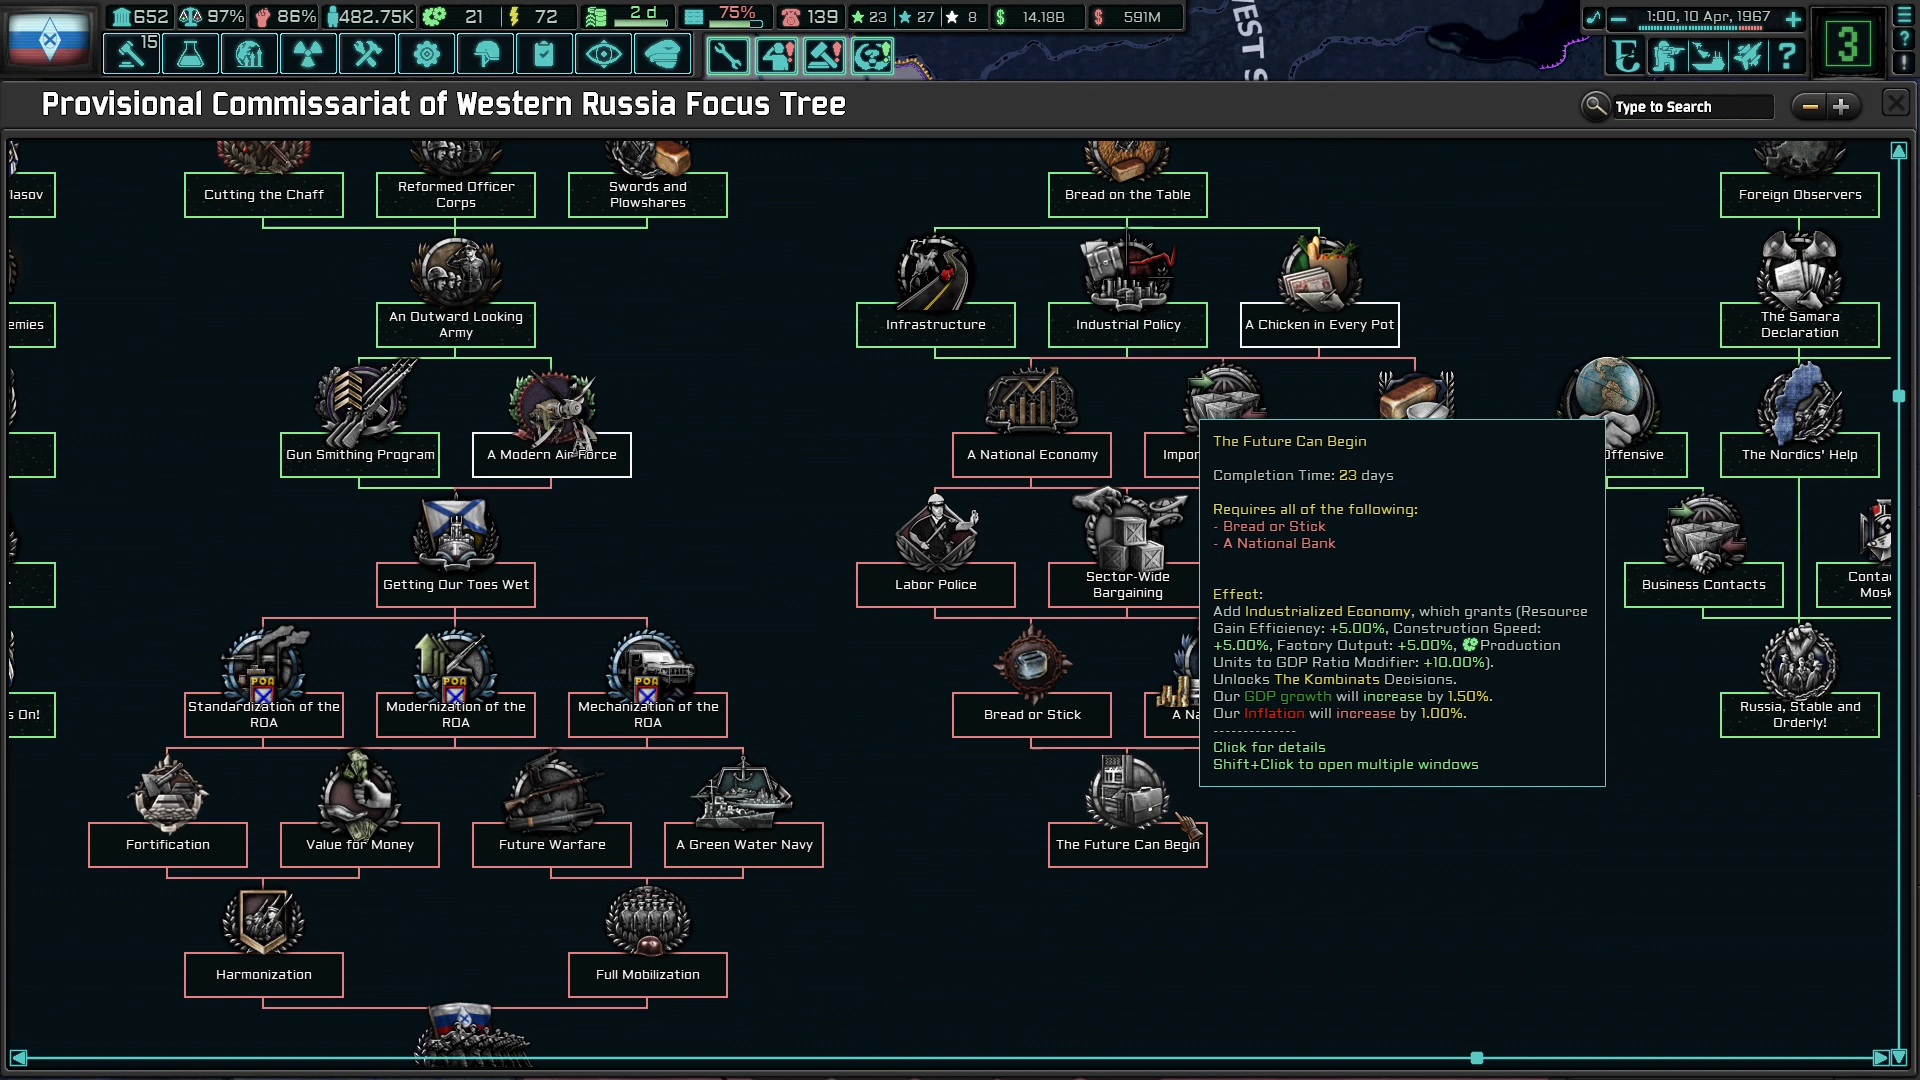 652 97% 86% 482.75K 21 72 2 d 75% 139 23 27 8 $ 14.18B $ 591M 1:00, 10 Apr, 1967
15
3
Provisional Commissariat of Western Russia Focus Tree
Type to Search
lasov
Cutting the Chaff
Reformed Officer
Corps
Swords and
Plowshares
Bread on the Table
Foreign Observers
emies
An Outward Looking
Army
Infrastructure
Industrial Policy
A Chicken in Every Pot
The Samara
Declaration
Gun Smithing Program
A Modern Air Force
A National Economy
Impor
Offensive
The Nordics' Help
Getting Our Toes Wet
Labor Police
Sector-Wide
Bargaining
Business Contacts
Conta
Mosk
s On!
Standardization of the
ROA
Modernization of the
ROA
Mechanization of the
ROA
POA
POA
POA
Bread or Stick
A Na
Russia, Stable and
Orderly!
Fortification
Value for Money
Future Warfare
A Green Water Navy
The Future Can Begin
Harmonization
Full Mobilization
The Future Can Begin
Completion Time: 23 days
Requires all of the following:
- Bread or Stick
- A National Bank
Effect:
Add Industrialized Economy, which grants (Resource
Gain Efficiency: +5.00%, Construction Speed:
+5.00%, Factory Output: +5.00%, Production
Units to GDP Ratio Modifier: +10.00%).
Unlocks The Kombinats Decisions.
Our GDP growth will increase by 1.50%.
Our Inflation will increase by 1.00%.
--------------
Click for details
Shift+Click to open multiple windows
WEST S